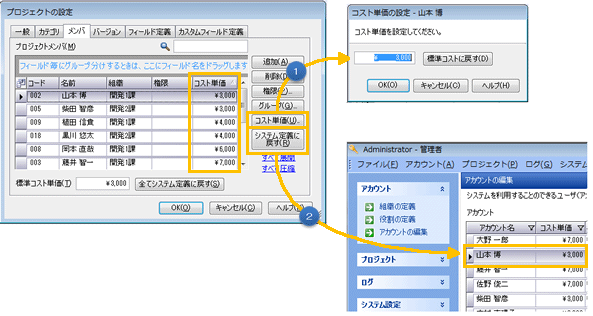 プロジェクトの設定
一般 カテゴリ メンバ バージョン フィールド定義 カスタムフィールド定義
プロジェクトメンバ(M)
フィールド毎にグループ分けするときは、ここにフィールド名をドラッグします
コード 名前 組織 権限 コスト単価
002 山本 博 開発1課 ¥3,000
005 柴田 智彦 開発2課 ¥3,000
009 植田 信貴 開発1課 ¥4,000
018 黒川 悠太 開発3課 ¥4,000
008 岡本 直哉 開発1課 ¥6,000
003 藤井 智一 開発1課 ¥7,000
追加(A)
削除(D)
権限(P)...
グループ(G)...
コスト単価(U)...
システム定義に戻す(R)
すべて展開
すべて圧縮
標準コスト単価(T) ¥3,000 全てシステム定義に戻す(S)
OK(O) キャンセル(C) ヘルプ(H)
1
2
コスト単価の設定 - 山本 博
コスト単価を設定してください。
¥ 3,000 標準コストに戻す(D)
OK(O) キャンセル(C) ヘルプ(H)
Administrator - 管理者
ファイル(F) アカウント(A) プロジェクト(P) ログ(G) システム
アカウント
組織の定義
役割の定義
アカウントの編集
プロジェクト
ログ
システム設定
アカウントの編集
システムを利用することのできるユーザ(ア
アカウント
アカウント名 コスト単価
大野 一郎 ¥7,000
山本 博 ¥3,000
藤井 智一 ¥7,000
佐野 俊二 ¥7,000
柴田 智彦 ¥3,000